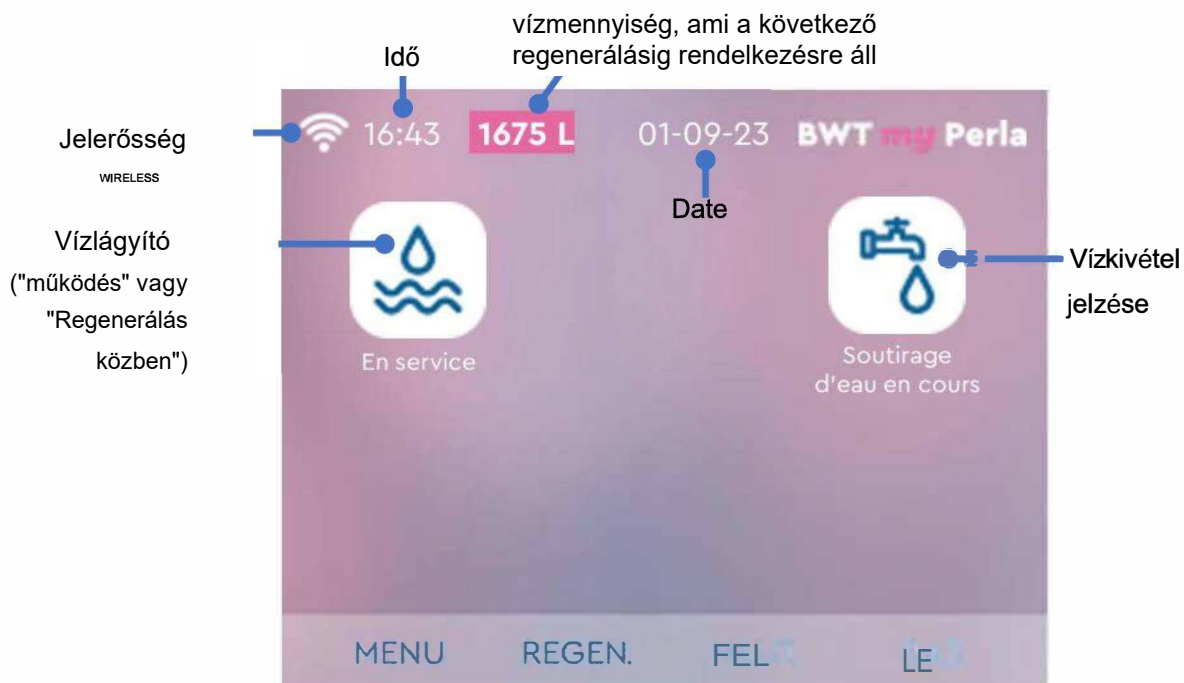 vízmennyiség, ami a következő
regenerálásig rendelkezésre áll
Idő
Jelerősség
WIRELESS
16:43
1675 L
01-09-23
BWT my Perla
Date
Vízlágyító
("működés" vagy
"Regenerálás
közben")
En service
Soutirage
d'eau en cours
Vízkivétel
jelzése
MENU
REGEN.
FEL
LE